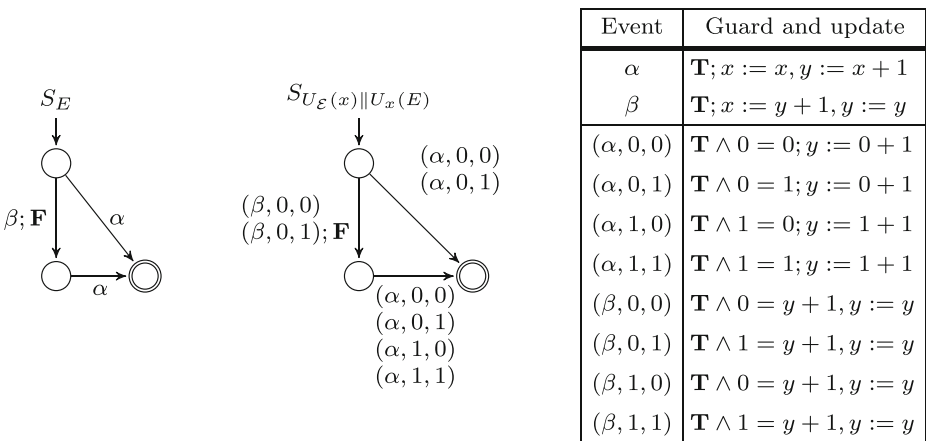 S_E
β; F
α
α
S_{U_ℰ(x)∥U_x(E)}
(α, 0, 0)
(α, 0, 1)
(β, 0, 0)
(β, 0, 1); F
(α, 0, 0)
(α, 0, 1)
(α, 1, 0)
(α, 1, 1)
Event Guard and update
α T; x := x, y := x + 1
β T; x := y + 1, y := y
(α, 0, 0) T ∧ 0 = 0; y := 0 + 1
(α, 0, 1) T ∧ 0 = 1; y := 0 + 1
(α, 1, 0) T ∧ 1 = 0; y := 1 + 1
(α, 1, 1) T ∧ 1 = 1; y := 1 + 1
(β, 0, 0) T ∧ 0 = y + 1, y := y
(β, 0, 1) T ∧ 1 = y + 1, y := y
(β, 1, 0) T ∧ 0 = y + 1, y := y
(β, 1, 1) T ∧ 1 = y + 1, y := y